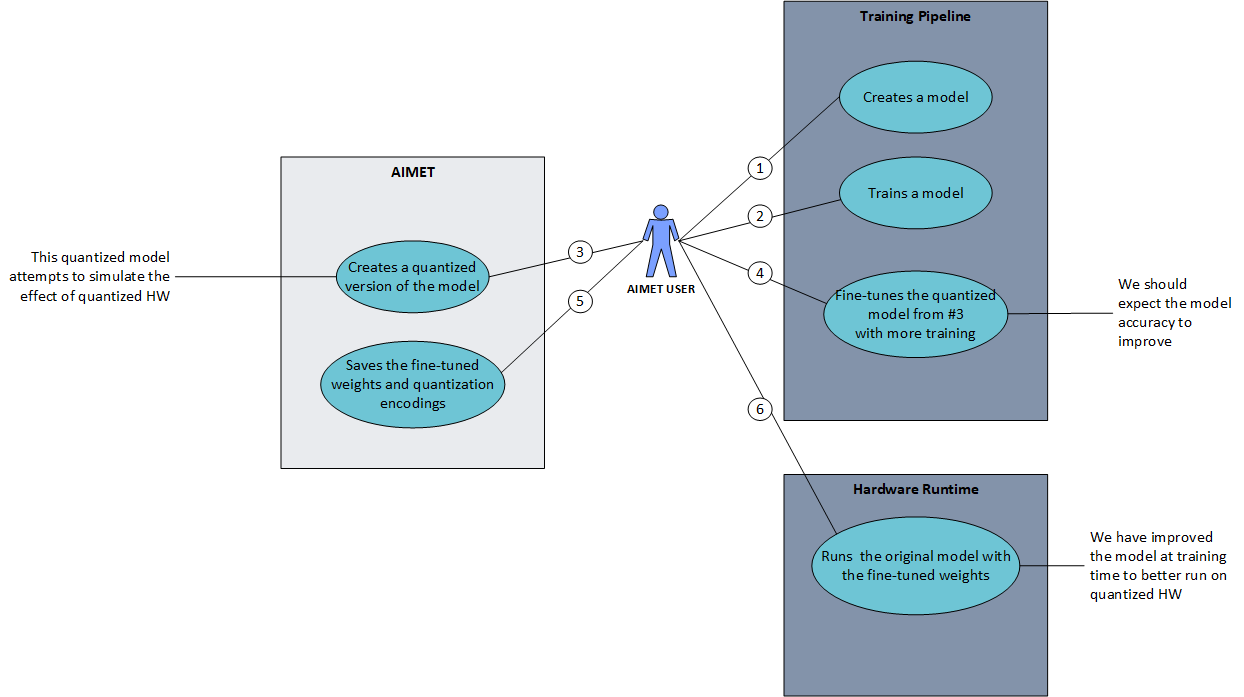 Training Pipeline
Creates a model
Trains a model
Fine-tunes the quantized
model from #3
with more training
We should
expect the model
accuracy to
improve
1
2
3
4
5
6
AIMET USER
AIMET
Creates a quantized
version of the model
Saves the fine-tuned
weights and quantization
encodings
This quantized model
attempts to simulate the
effect of quantized HW
Hardware Runtime
Runs the original model with
the fine-tuned weights
We have improved
the model at training
time to better run on
quantized HW